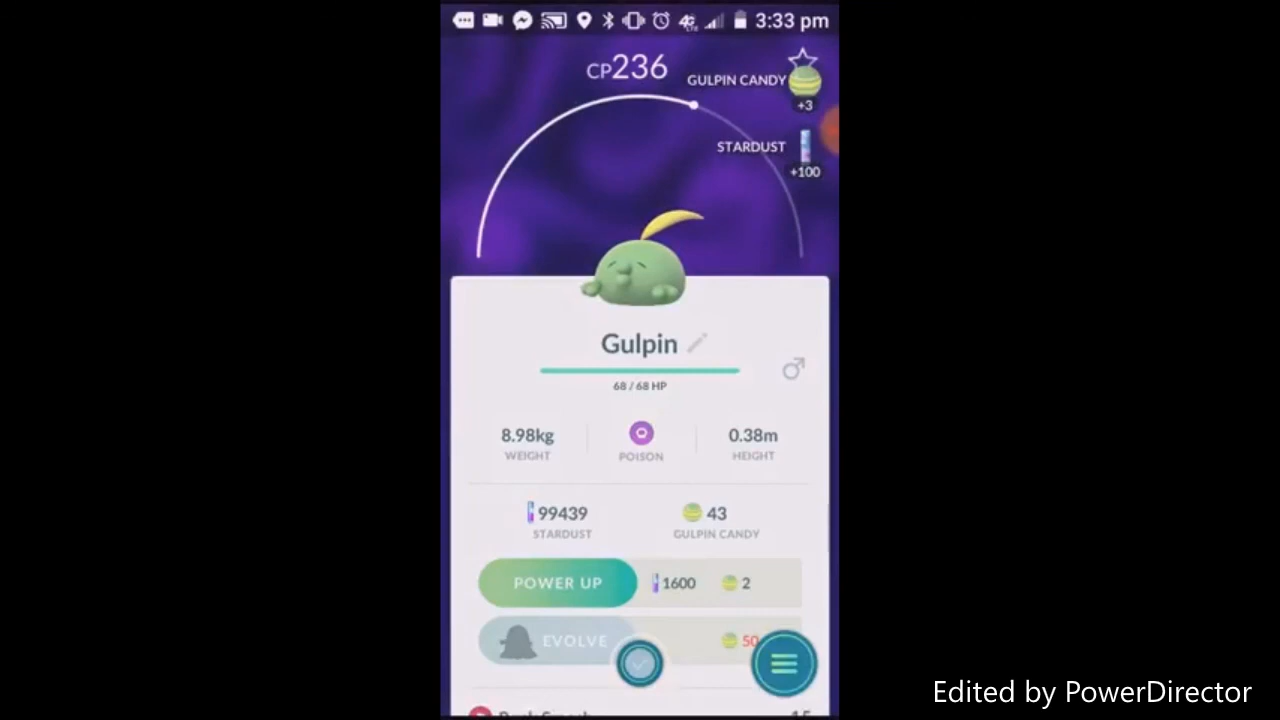 3:33 pm
CP236
GULPIN CANDY
+3
STARDUST
+100
Gulpin
68 / 68 HP
8.98kg
WEIGHT
POISON
0.38m
HEIGHT
99439
STARDUST
43
GULPIN CANDY
POWER UP
1600
2
EVOLVE
50
Edited by PowerDirector